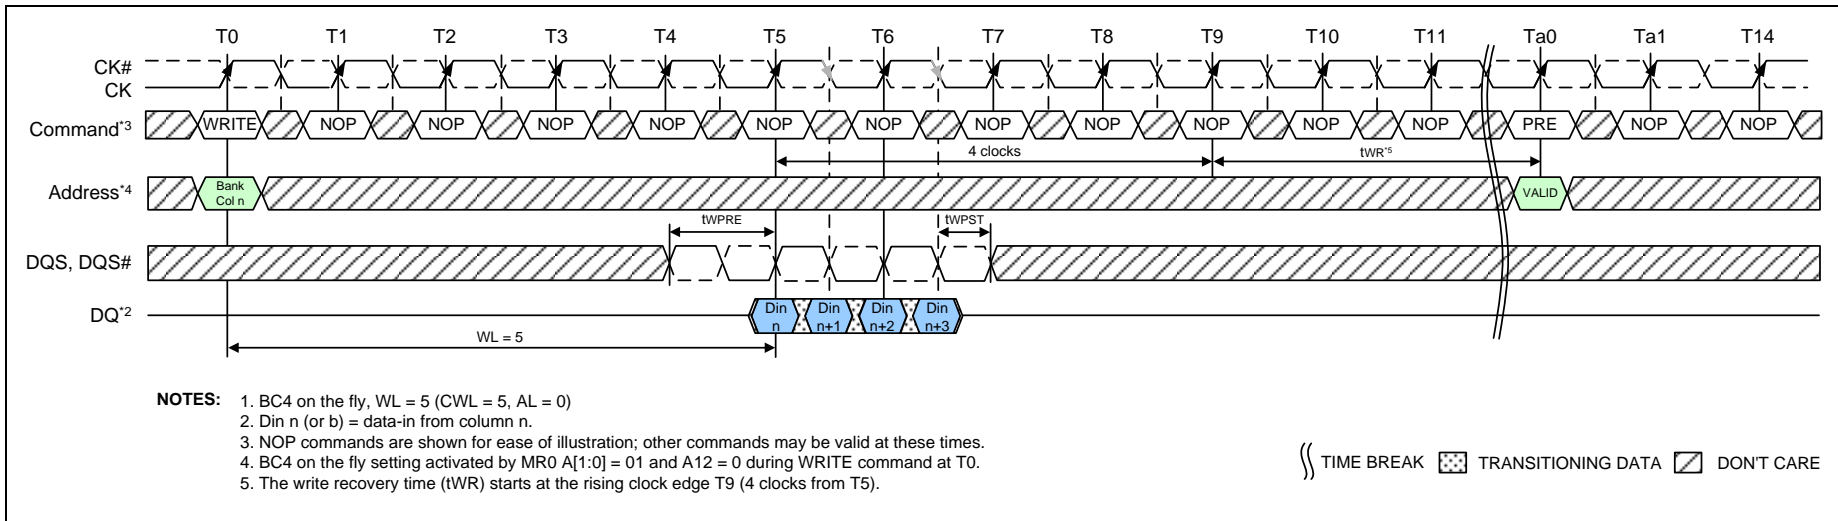 T0 T1 T2 T3 T4 T5 T6 T7 T8 T9 T10 T11 Ta0 Ta1 T14
CK#
CK
Command*3 WRITE NOP NOP NOP NOP NOP NOP NOP NOP NOP NOP NOP PRE NOP NOP
4 clocks tWR*5
Address*4 Bank Col n VALID
tWPRE tWPST
DQS, DQS#
DQ*2 Din n Din n+1 Din n+2 Din n+3
WL = 5
NOTES: 1. BC4 on the fly, WL = 5 (CWL = 5, AL = 0)
2. Din n (or b) = data-in from column n.
3. NOP commands are shown for ease of illustration; other commands may be valid at these times.
4. BC4 on the fly setting activated by MR0 A[1:0] = 01 and A12 = 0 during WRITE command at T0.
5. The write recovery time (tWR) starts at the rising clock edge T9 (4 clocks from T5).
TIME BREAK TRANSITIONING DATA DON'T CARE